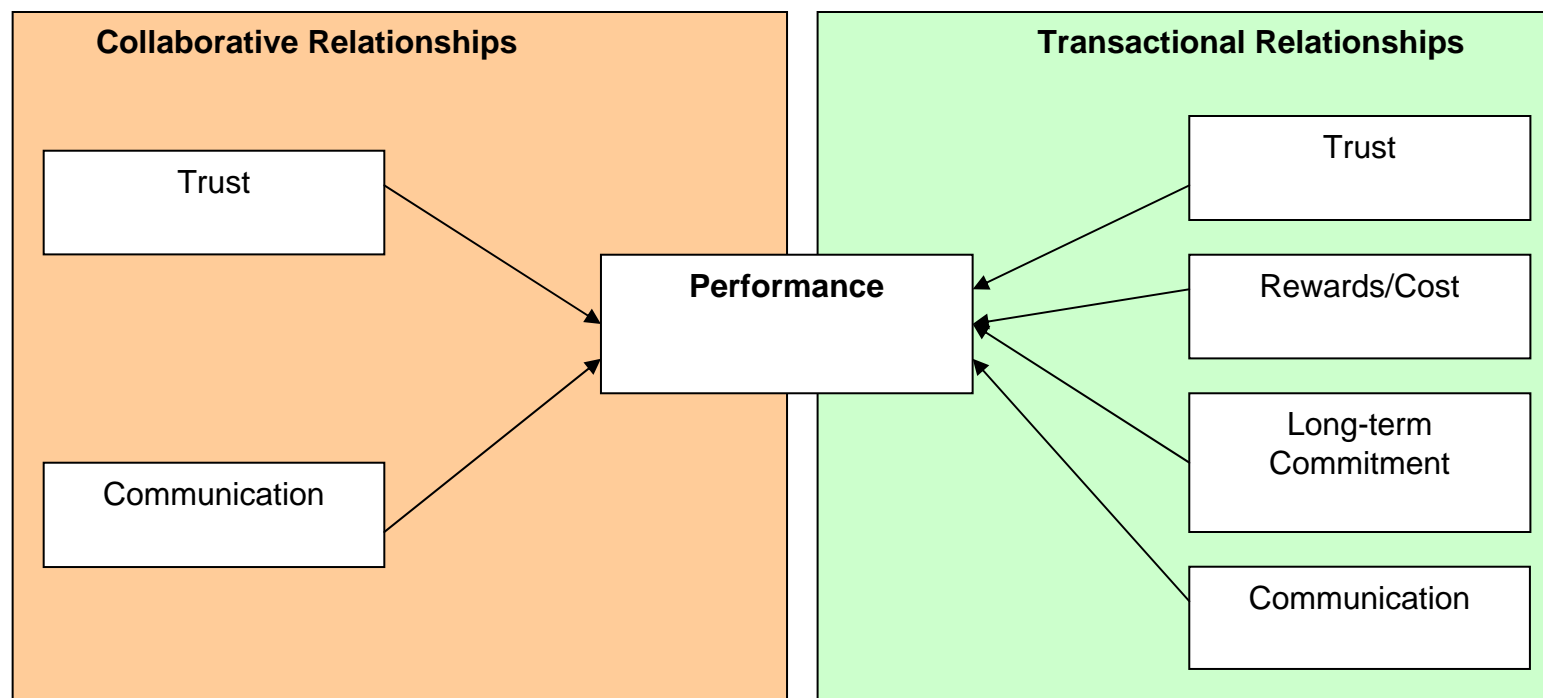 Collaborative Relationships
Trust
Communication
Performance
Transactional Relationships
Trust
Rewards/Cost
Long-term
Commitment
Communication